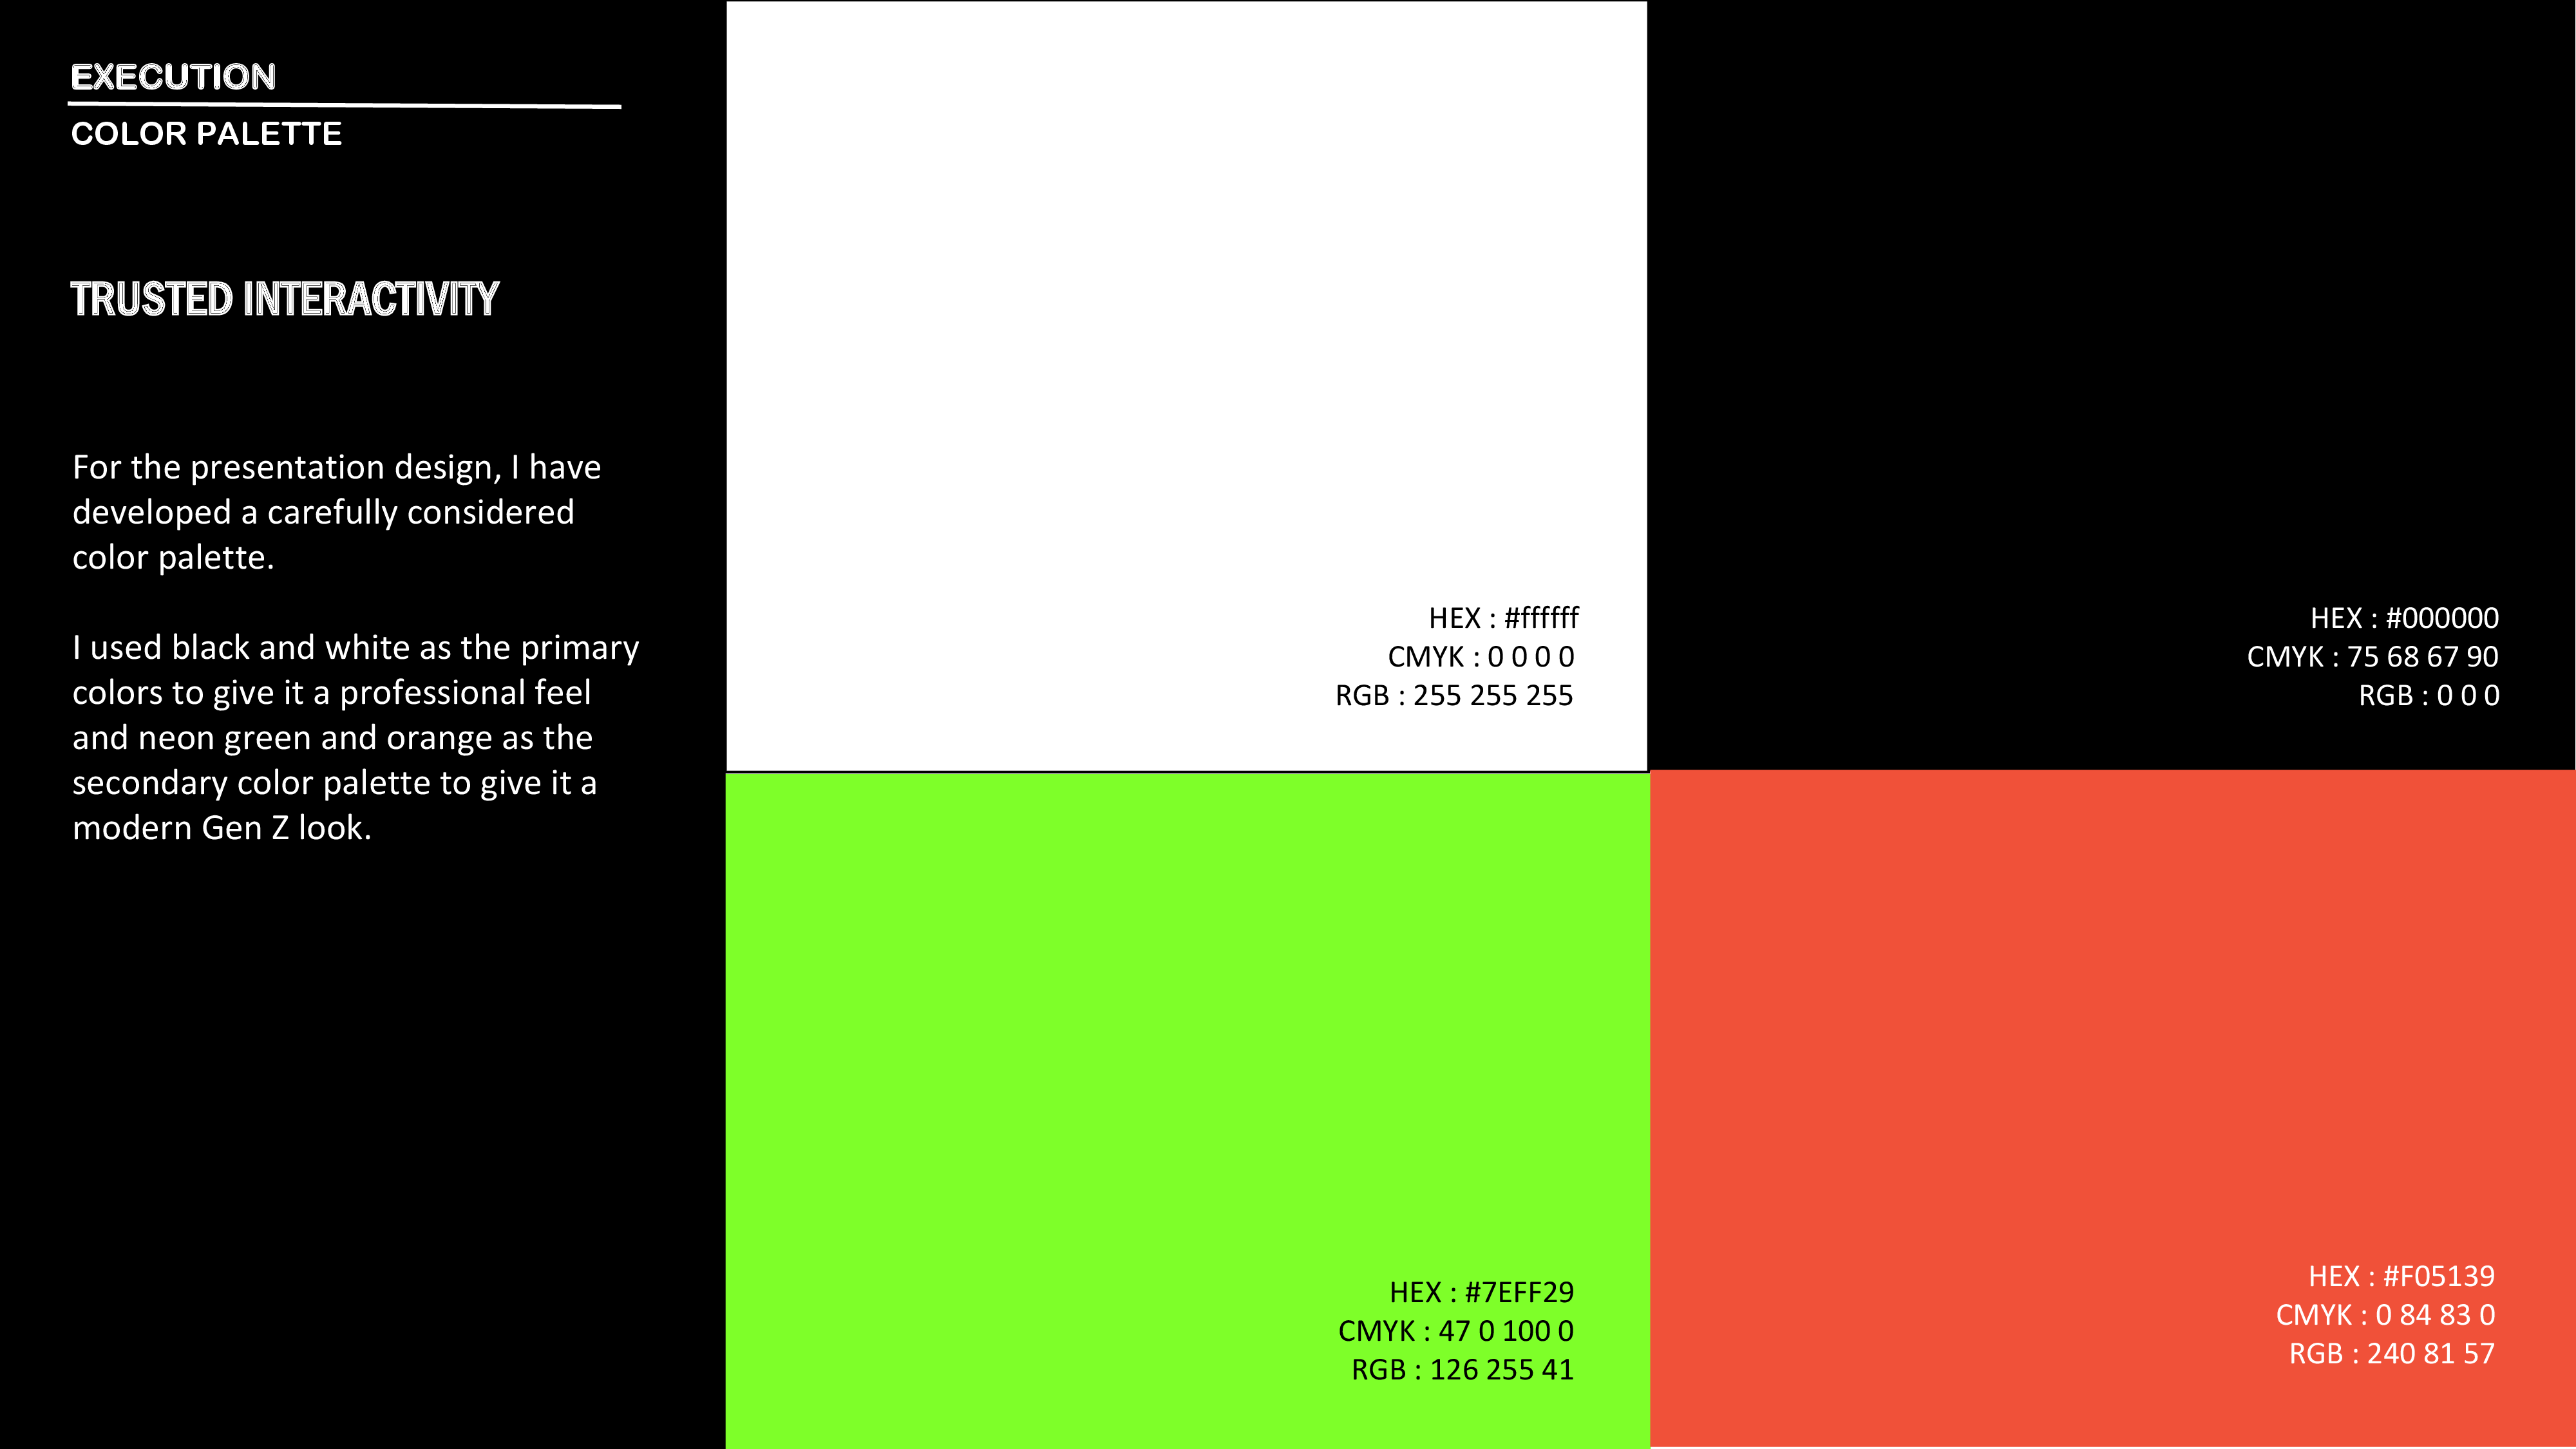 EXECUTION
COLOR PALETTE
TRUSTED INTERACTIVITY
For the presentation design, I have
developed a carefully considered
color palette.
I used black and white as the primary
colors to give it a professional feel
and neon green and orange as the
secondary color palette to give it a
modern Gen Z look.
HEX : #ffffff
CMYK : 0 0 0 0
RGB : 255 255 255
HEX : #000000
CMYK : 75 68 67 90
RGB : 0 0 0
HEX : #7EFF29
CMYK : 47 0 100 0
RGB : 126 255 41
HEX : #F05139
CMYK : 0 84 83 0
RGB : 240 81 57